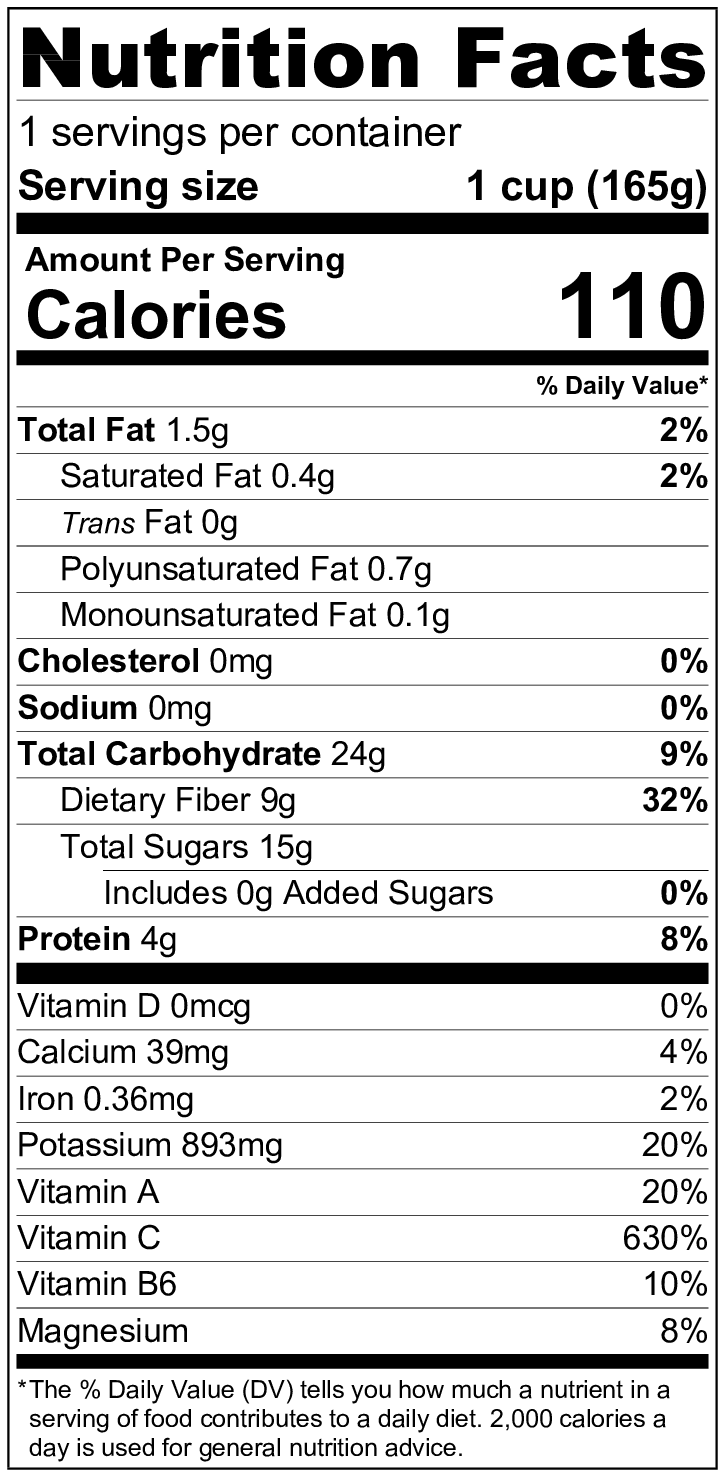 Nutrition Facts
1 servings per container
Serving size 1 cup (165g)
Amount Per Serving
Calories 110
% Daily Value*
Total Fat 1.5g 2%
Saturated Fat 0.4g 2%
Trans Fat 0g
Polyunsaturated Fat 0.7g
Monounsaturated Fat 0.1g
Cholesterol 0mg 0%
Sodium 0mg 0%
Total Carbohydrate 24g 9%
Dietary Fiber 9g 32%
Total Sugars 15g
Includes 0g Added Sugars 0%
Protein 4g 8%
Vitamin D 0mcg 0%
Calcium 39mg 4%
Iron 0.36mg 2%
Potassium 893mg 20%
Vitamin A 20%
Vitamin C 630%
Vitamin B6 10%
Magnesium 8%
*The % Daily Value (DV) tells you how much a nutrient in a
serving of food contributes to a daily diet. 2,000 calories a
day is used for general nutrition advice.